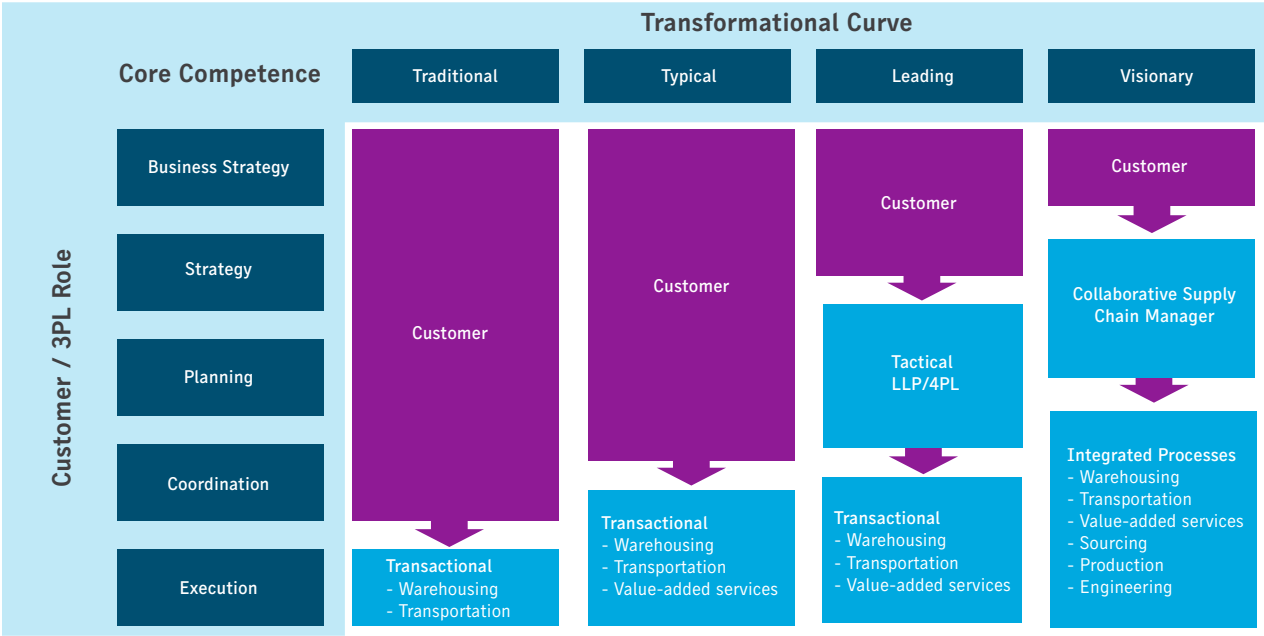 Transformational Curve
Core Competence
Traditional
Typical
Leading
Visionary
Customer / 3PL Role
Business Strategy
Strategy
Planning
Coordination
Execution
Customer
Transactional
- Warehousing
- Transportation
Customer
Transactional
- Warehousing
- Transportation
- Value-added services
Customer
Tactical
LLP/4PL
Transactional
- Warehousing
- Transportation
- Value-added services
Customer
Collaborative Supply
Chain Manager
Integrated Processes
- Warehousing
- Transportation
- Value-added services
- Sourcing
- Production
- Engineering